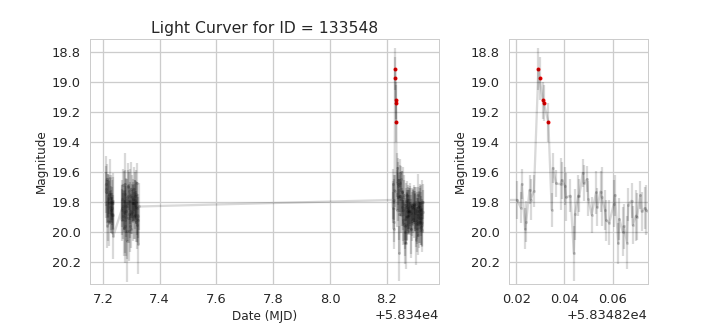 Light Curver for ID = 133548
Magnitude
18.8
19.0
19.2
19.4
19.6
19.8
20.0
20.2
7.2 7.4 7.6 7.8 8.0 8.2
Date (MJD)
+5.834e4
Magnitude
18.8
19.0
19.2
19.4
19.6
19.8
20.0
20.2
0.02 0.04 0.06
+5.83482e4